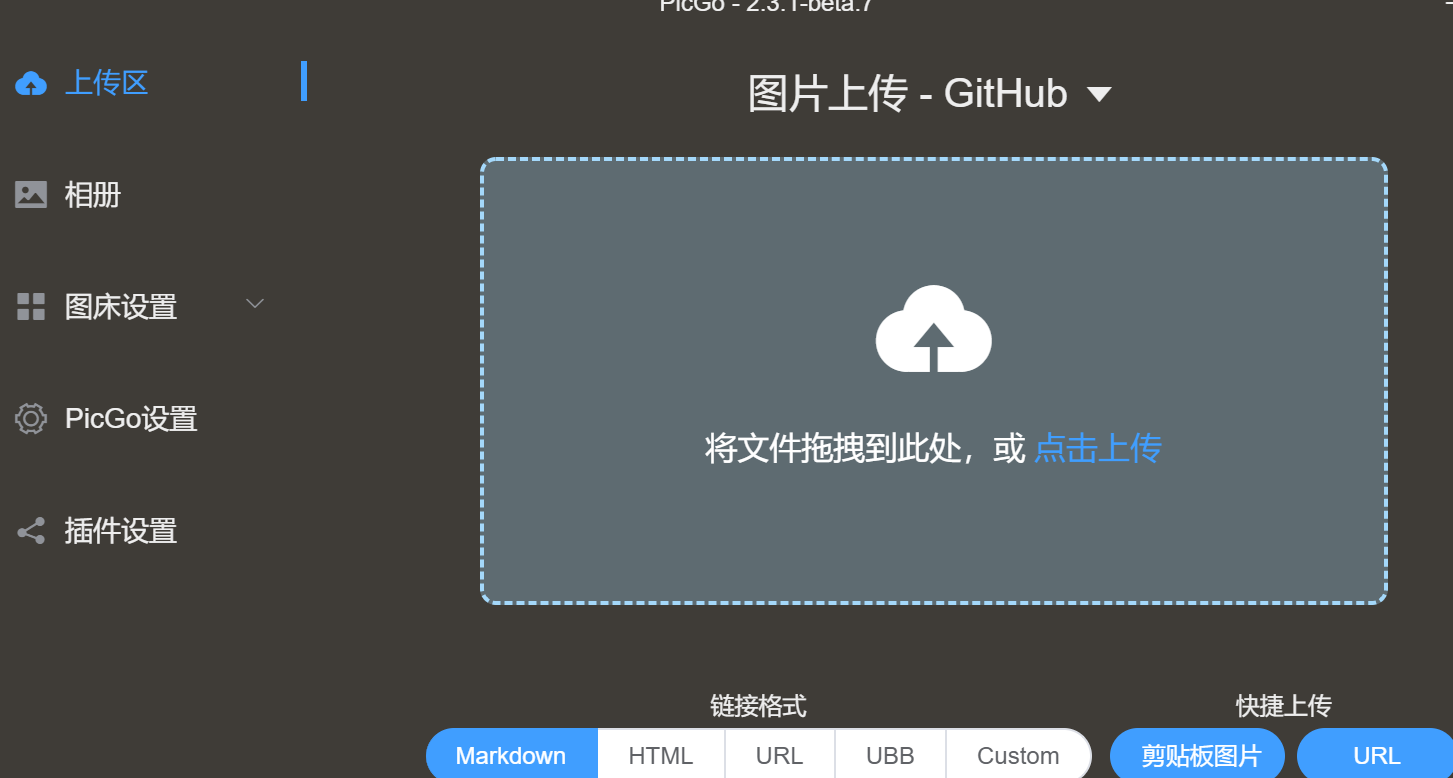 PicGo - 2.3.1-beta.7
上传区
图片上传 - GitHub
相册
图床设置
PicGo设置
将文件拖拽到此处，或 点击上传
插件设置
链接格式
快捷上传
Markdown HTML URL UBB Custom 剪贴板图片 URL